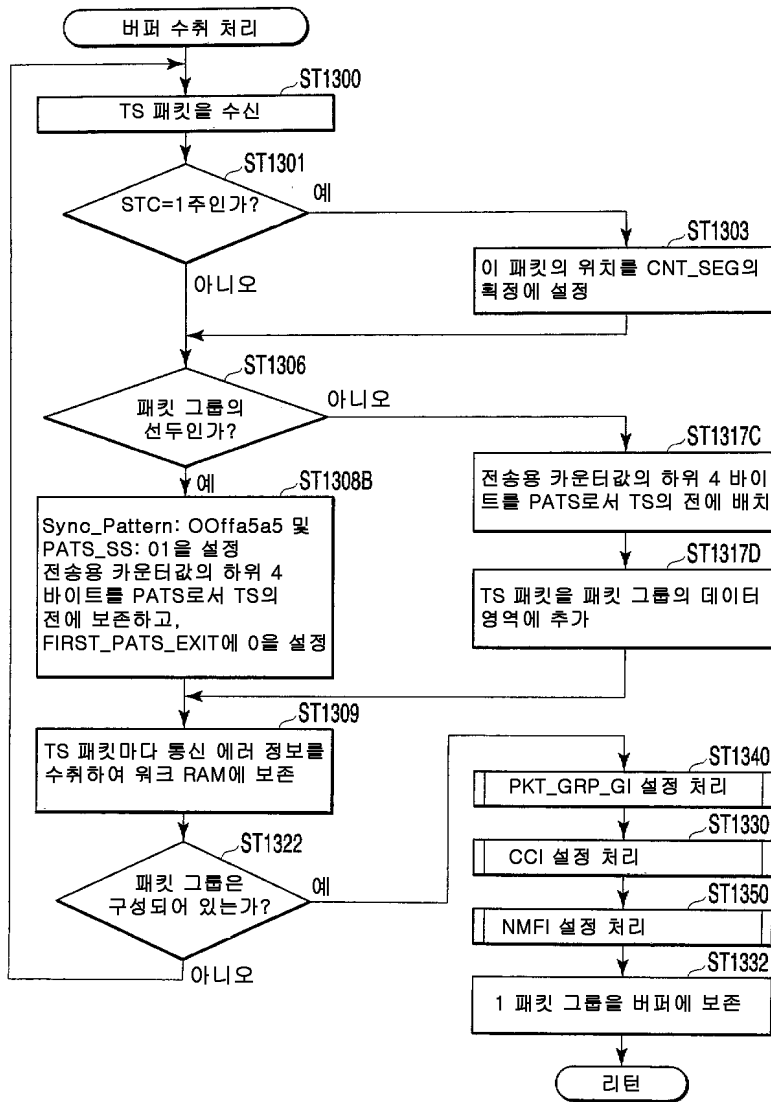 버퍼 수취 처리
ST1300
TS 패킷을 수신
ST1301
STC=1주인가?
예
ST1303
이 패킷의 위치를 CNT_SEG의
획정에 설정
아니오
ST1306
패킷 그룹의
선두인가?
아니오
ST1317C
전송용 카운터값의 하위 4 바이
트를 PATS로서 TS의 전에 배치
예
ST1308B
Sync_Pattern: OOffa5a5 및
PATS_SS: 01을 설정
전송용 카운터값의 하위 4
바이트를 PATS로서 TS의
전에 보존하고,
FIRST_PATS_EXIT에 0을 설정
ST1317D
TS 패킷을 패킷 그룹의 데이터
영역에 추가
ST1309
TS 패킷마다 통신 에러 정보를
수취하여 워크 RAM에 보존
ST1322
패킷 그룹은
구성되어 있는가?
예
아니오
ST1340
PKT_GRP_GI 설정 처리
ST1330
CCI 설정 처리
ST1350
NMFI 설정 처리
ST1332
1 패킷 그룹을 버퍼에 보존
리턴